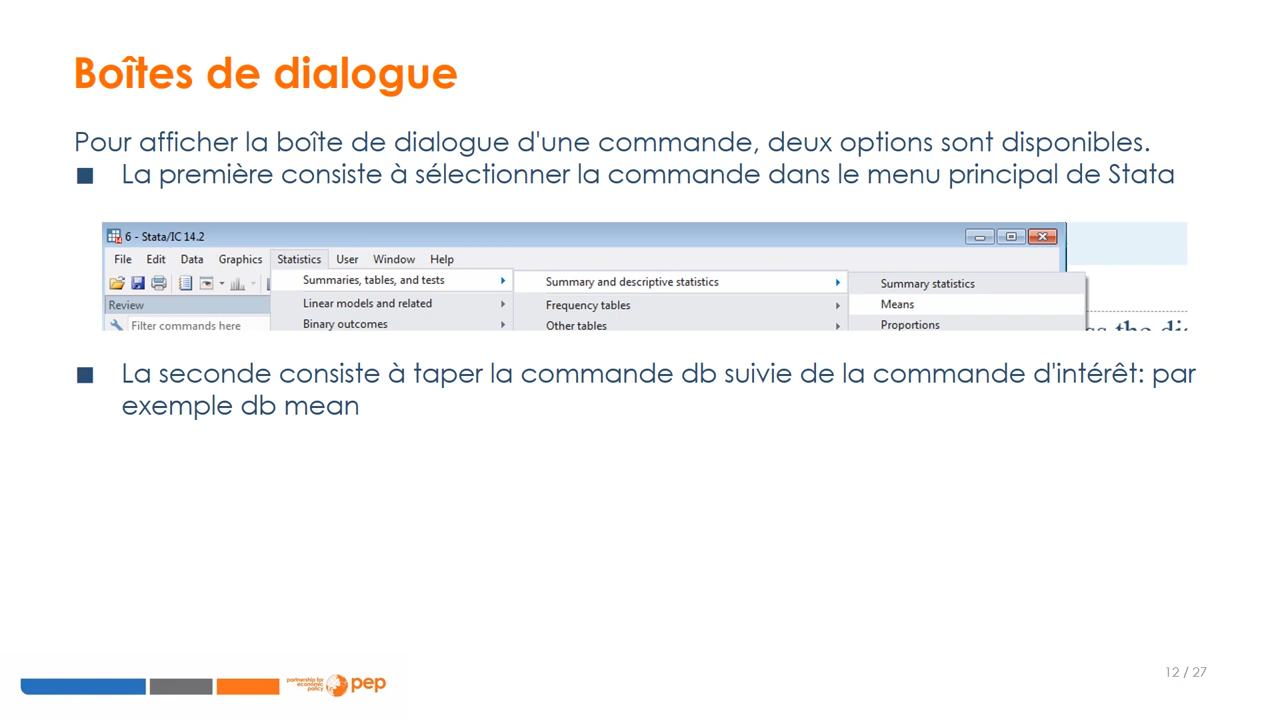 Boîtes de dialogue
Pour afficher la boîte de dialogue d'une commande, deux options sont disponibles.
■ La première consiste à sélectionner la commande dans le menu principal de Stata
6 - Stata/IC 14.2
File Edit Data Graphics Statistics User Window Help
Summaries, tables, and tests Summary and descriptive statistics Summary statistics
Review Linear models and related Frequency tables Means
Filter commands here Binary outcomes Other tables Proportions
■ La seconde consiste à taper la commande db suivie de la commande d'intérêt: par
exemple db mean
partnership for
economic
policy
pep
12 / 27